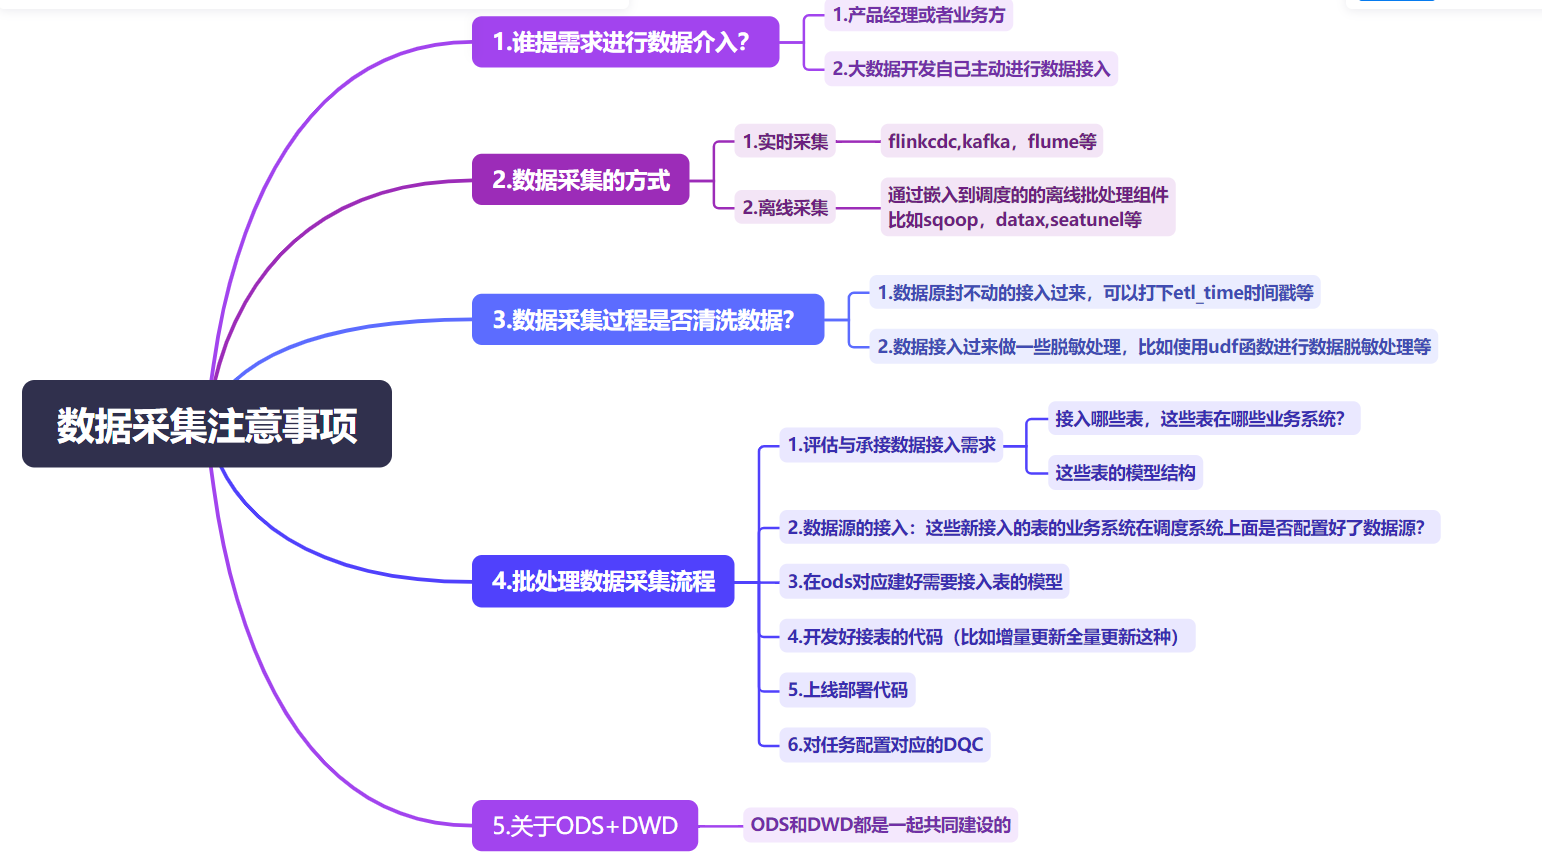 数据采集注意事项
1.谁提需求进行数据介入?
1.产品经理或者业务方
2.大数据开发自己主动进行数据接入
2.数据采集的方式
1.实时采集
flinkcdc,kafka，flume等
2.离线采集
通过嵌入到调度的的离线批处理组件
比如sqoop，datax,seatunel等
3.数据采集过程是否清洗数据?
1.数据原封不动的接入过来，可以打下etl_time时间戳等
2.数据接入过来做一些脱敏处理，比如使用udf函数进行数据脱敏处理等
4.批处理数据采集流程
1.评估与承接数据接入需求
接入哪些表，这些表在哪些业务系统?
这些表的模型结构
2.数据源的接入：这些新接入的表的业务系统在调度系统上面是否配置好了数据源?
3.在ods对应建好需要接入表的模型
4.开发好接表的代码（比如增量更新全量更新这种）
5.上线部署代码
6.对任务配置对应的DQC
5.关于ODS+DWD
ODS和DWD都是一起共同建设的